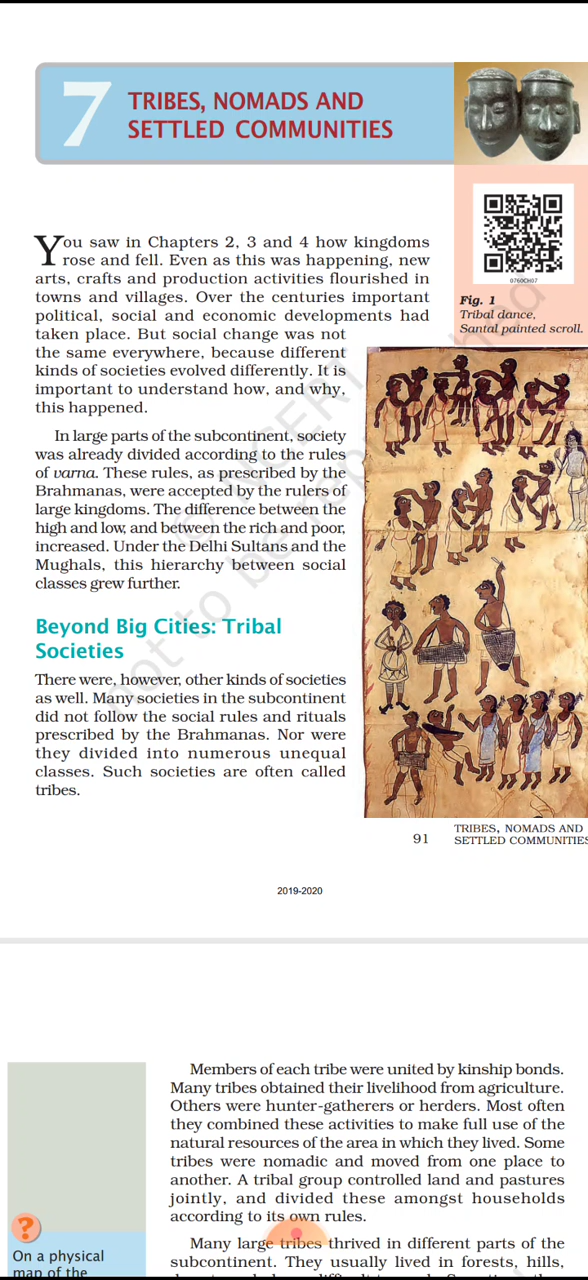 7 TRIBES, NOMADS AND
SETTLED COMMUNITIES
0760CH07
Fig. 1
Tribal dance,
Santal painted scroll.
You saw in Chapters 2, 3 and 4 how kingdoms
rose and fell. Even as this was happening, new
arts, crafts and production activities flourished in
towns and villages. Over the centuries important
political, social and economic developments had
taken place. But social change was not
the same everywhere, because different
kinds of societies evolved differently. It is
important to understand how, and why,
this happened.
In large parts of the subcontinent, society
was already divided according to the rules
of varna. These rules, as prescribed by the
Brahmanas, were accepted by the rulers of
large kingdoms. The difference between the
high and low, and between the rich and poor,
increased. Under the Delhi Sultans and the
Mughals, this hierarchy between social
classes grew further.
Beyond Big Cities: Tribal
Societies
There were, however, other kinds of societies
as well. Many societies in the subcontinent
did not follow the social rules and rituals
prescribed by the Brahmanas. Nor were
they divided into numerous unequal
classes. Such societies are often called
tribes.
91
TRIBES, NOMADS AND
SETTLED COMMUNITIES
2019-2020
© NCERT
not to be
Members of each tribe were united by kinship bonds.
Many tribes obtained their livelihood from agriculture.
Others were hunter-gatherers or herders. Most often
they combined these activities to make full use of the
natural resources of the area in which they lived. Some
tribes were nomadic and moved from one place to
another. A tribal group controlled land and pastures
jointly, and divided these amongst households
according to its own rules.
Many large tribes thrived in different parts of the
subcontinent. They usually lived in forests, hills,
?
On a physical
map of the